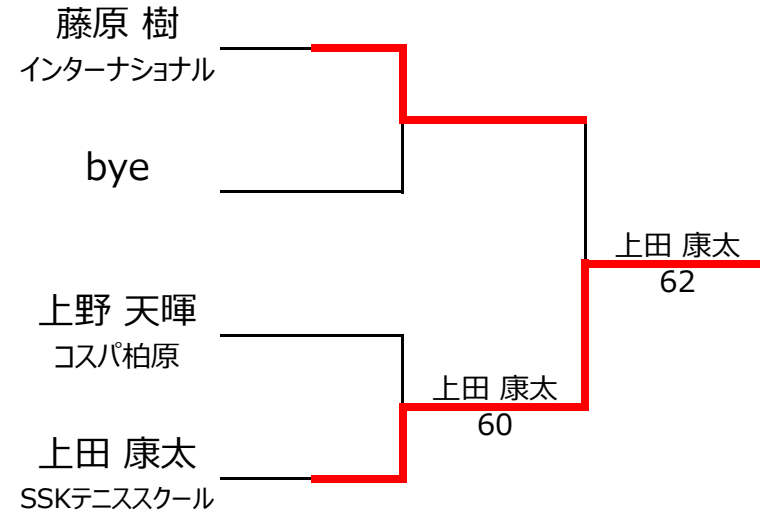 藤原 樹
インターナショナル
bye
上田 康太
62
上野 天暉
コスパ柏原
上田 康太
60
上田 康太
SSKテニススクール